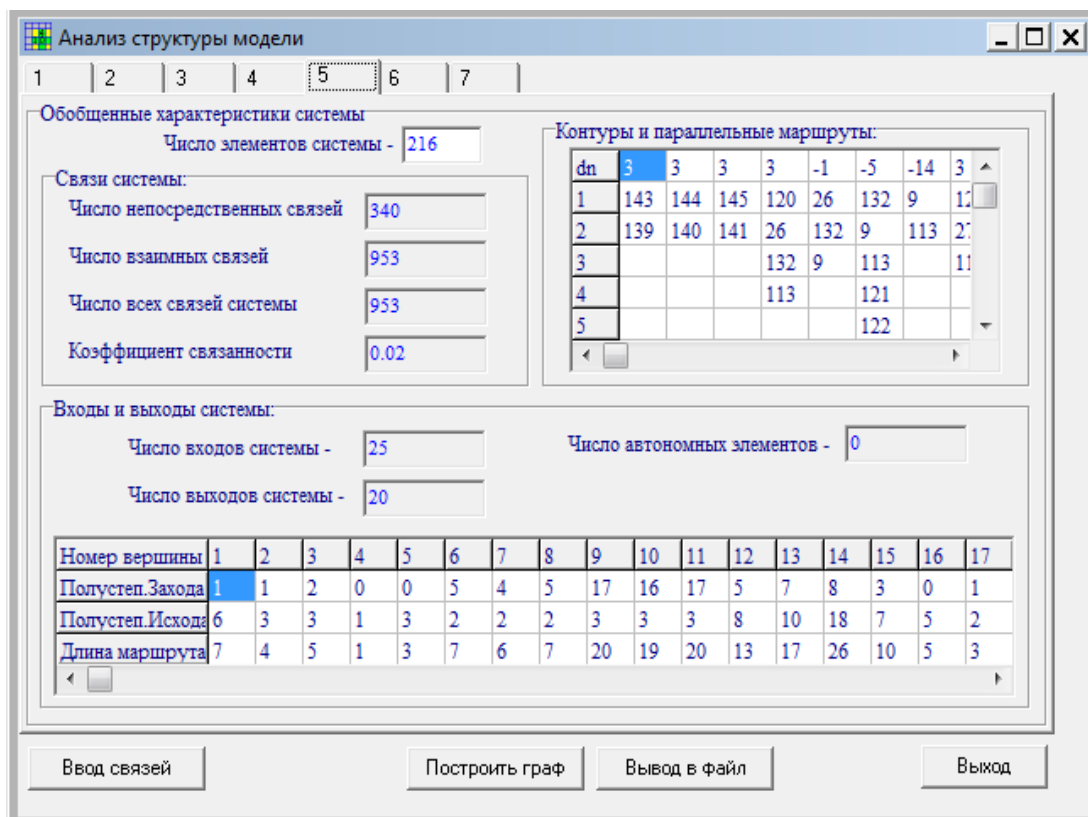 Анализ структуры модели
1 2 3 4 5 6 7
Обобщенные характеристики системы
Число элементов системы - 216
Связи системы:
Число непосредственных связей 340
Число взаимных связей 953
Число всех связей системы 953
Коэффициент связанности 0.02
Контуры и параллельные маршруты:
dn 3 3 3 3 -1 -5 -14 3
1 143 144 145 120 26 132 9
2 139 140 141 26 132 9 113
3 132 9 113
4 113 121
5 122
Входы и выходы системы:
Число входов системы - 25
Число автономных элементов - 0
Число выходов системы - 20
Номер вершины 1 2 3 4 5 6 7 8 9 10 11 12 13 14 15 16 17
Полустеп.Захода 1 1 2 0 0 5 4 5 17 16 17 5 7 8 3 0 1
Полустеп.Исхода 6 3 3 1 3 2 2 2 3 3 3 8 10 18 7 5 2
Длина маршрута 7 4 5 1 3 7 6 7 20 19 20 13 17 26 10 5 3
Ввод связей
Построить граф
Вывод в файл
Выход